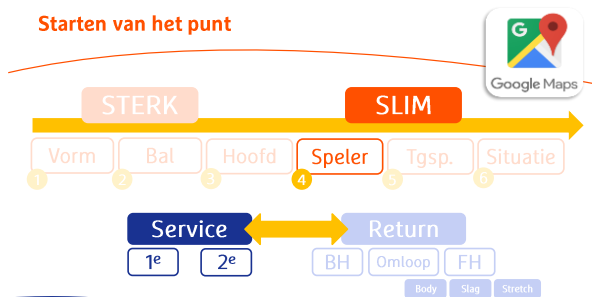 Starten van het punt
G
Google Maps
STERK SLIM
Vorm Bal Hoofd Speler Tgsp. Situatie
1 2 3 4 5 6
Service Return
1e 2e BH Omloop FH
Body Slag Stretch